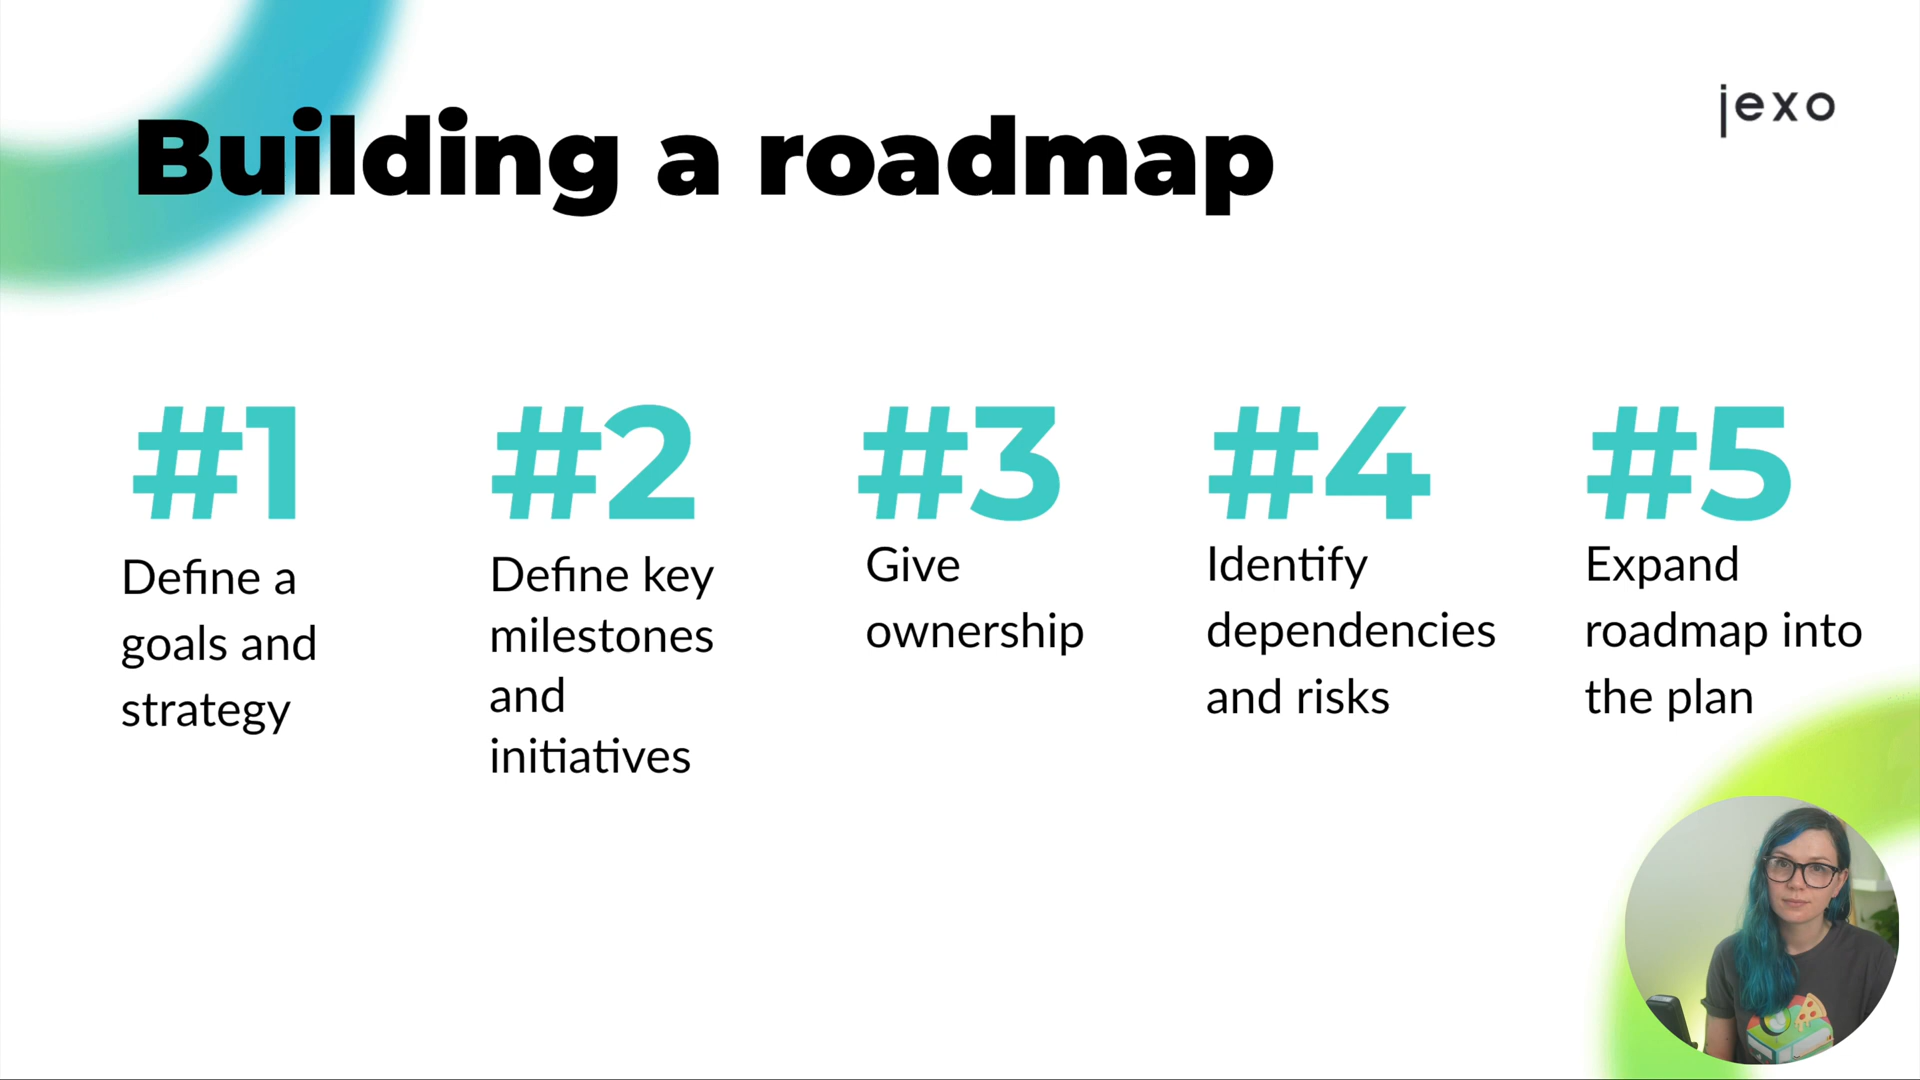 jexo
Building a roadmap
#1
Define a
goals and
strategy
#2
Define key
milestones
and
initiatives
#3
Give
ownership
#4
Identify
dependencies
and risks
#5
Expand
roadmap into
the plan